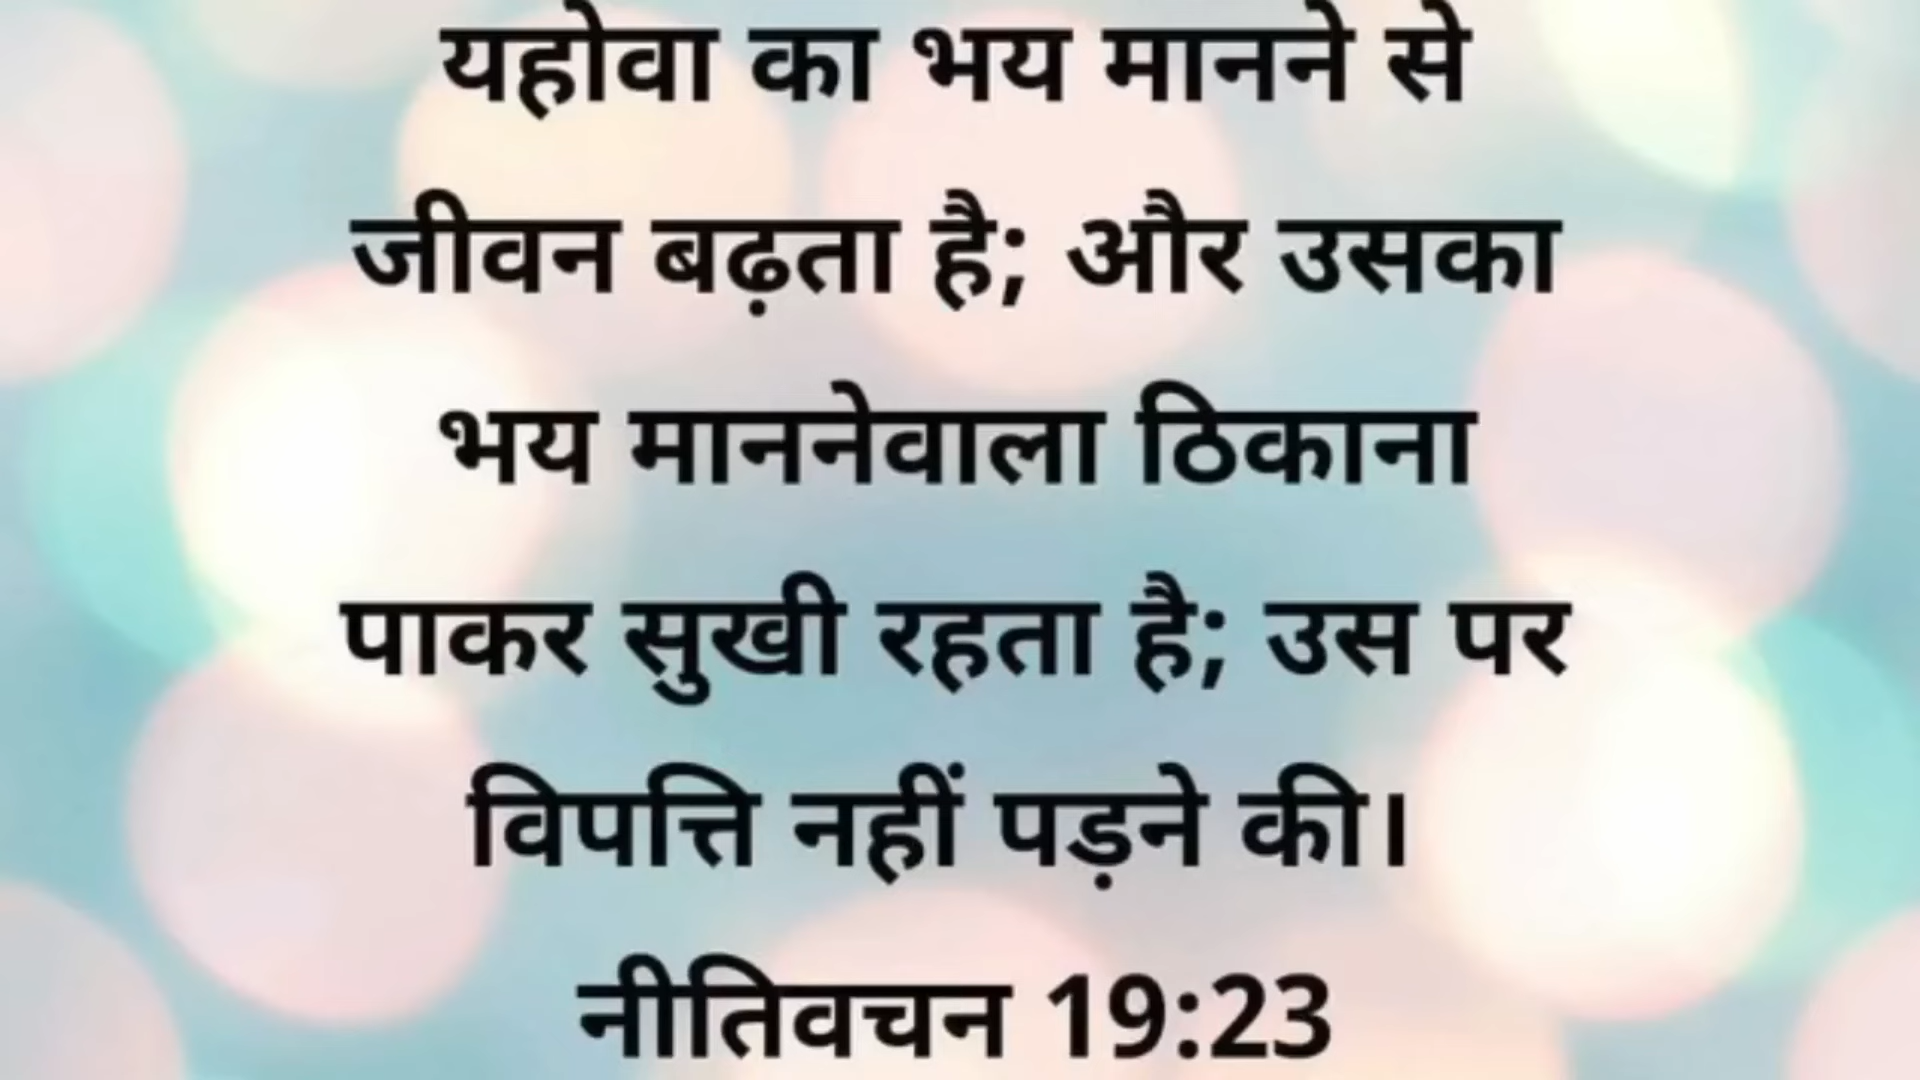 यहोवा का भय मानने से
जीवन बढ़ता है; और उसका
भय माननेवाला ठिकाना
पाकर सुखी रहता है; उस पर
विपत्ति नहीं पड़ने की।
नीतिवचन 19:23